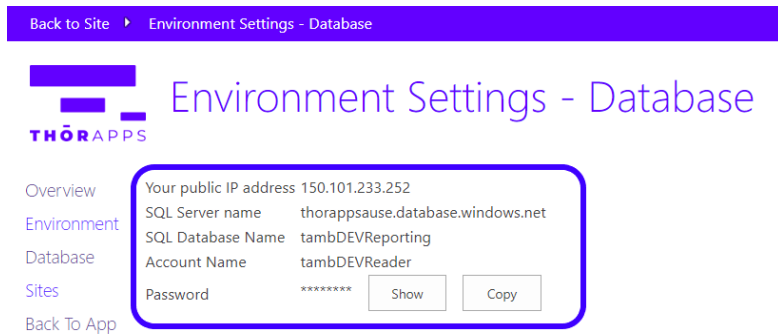 Back to Site Environment Settings - Database
Environment Settings - Database
THŌRAPPS
Overview
Environment
Database
Sites
Back To App
Your public IP address 150.101.233.252
SQL Server name thorappsause.database.windows.net
SQL Database Name tambDEVReporting
Account Name tambDEVReader
Password ******** Show Copy